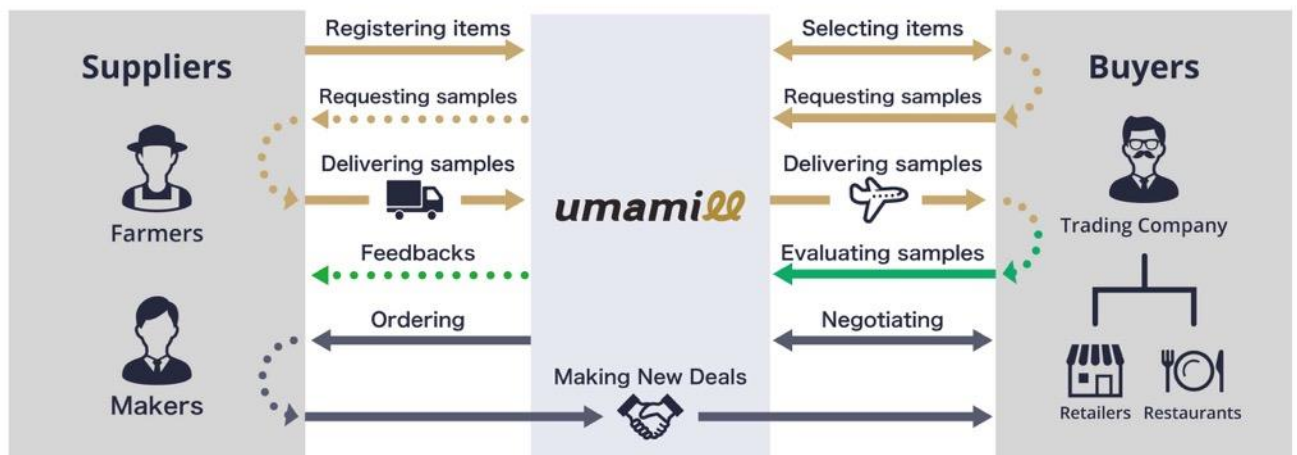 Registering items
Selecting items
Suppliers
Buyers
Requesting samples
Requesting samples
Delivering samples
Delivering samples
umamill
Farmers
Trading Company
Feedbacks
Evaluating samples
Ordering
Negotiating
Making New Deals
Makers
Retailers
Restaurants